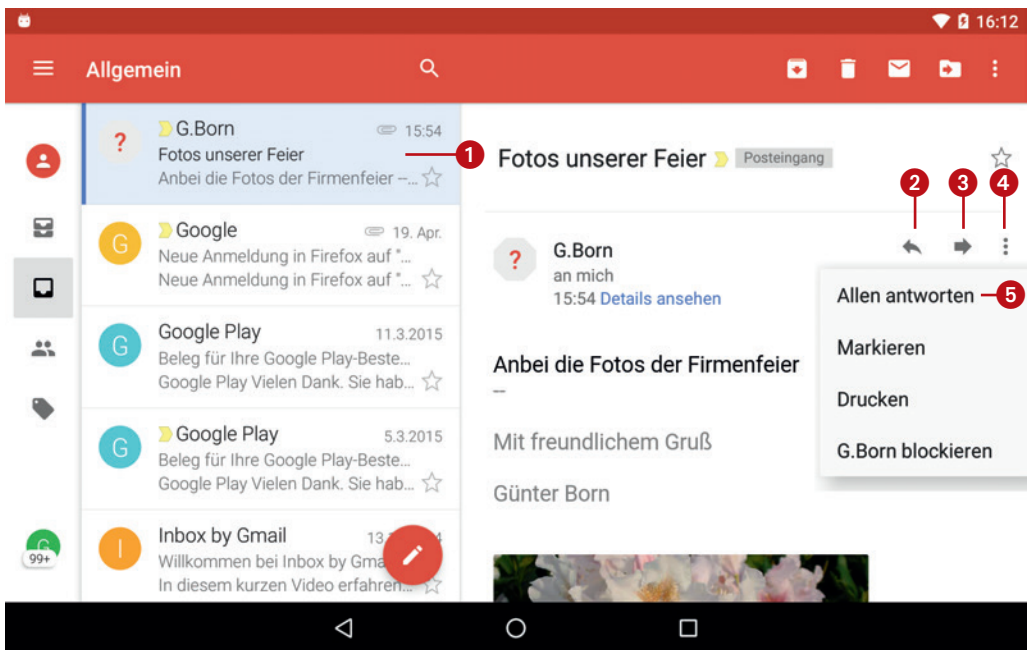 16:12
Allgemein
?
G.Born
15:54
Fotos unserer Feier
Anbei die Fotos der Firmenfeier --...
1
G
Google
19. Apr.
Neue Anmeldung in Firefox auf "...
Neue Anmeldung in Firefox auf "...
G
Google Play
11.3.2015
Beleg für Ihre Google Play-Beste...
Google Play Vielen Dank. Sie hab...
G
Google Play
5.3.2015
Beleg für Ihre Google Play-Beste...
Google Play Vielen Dank. Sie hab...
I
Inbox by Gmail
Willkommen bei Inbox by Gma
In diesem kurzen Video erfahren...
G
99+
Fotos unserer Feier
Posteingang
2
3
4
?
G.Born
an mich
15:54 Details ansehen
Allen antworten
5
Markieren
Drucken
G.Born blockieren
Anbei die Fotos der Firmenfeier
--
Mit freundlichem Gruß
Günter Born